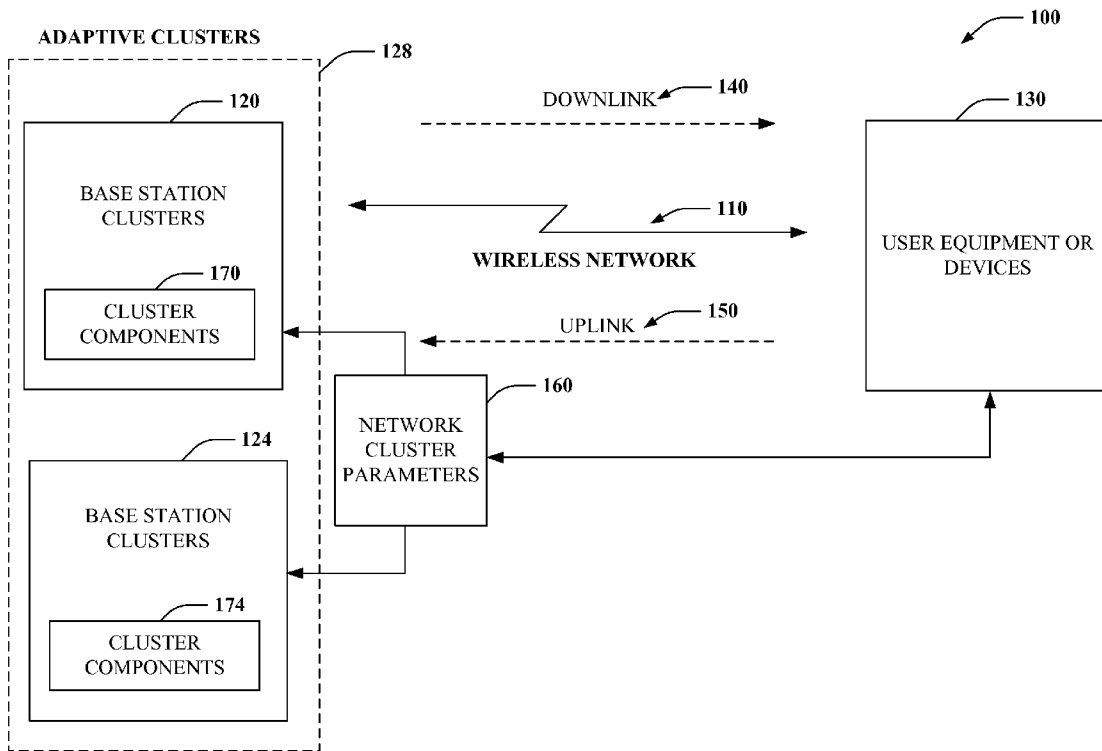 100
ADAPTIVE CLUSTERS
128
120
BASE STATION
CLUSTERS
170
CLUSTER
COMPONENTS
DOWNLINK
140
130
110
WIRELESS NETWORK
USER EQUIPMENT OR
DEVICES
UPLINK
150
160
NETWORK
CLUSTER
PARAMETERS
124
BASE STATION
CLUSTERS
174
CLUSTER
COMPONENTS